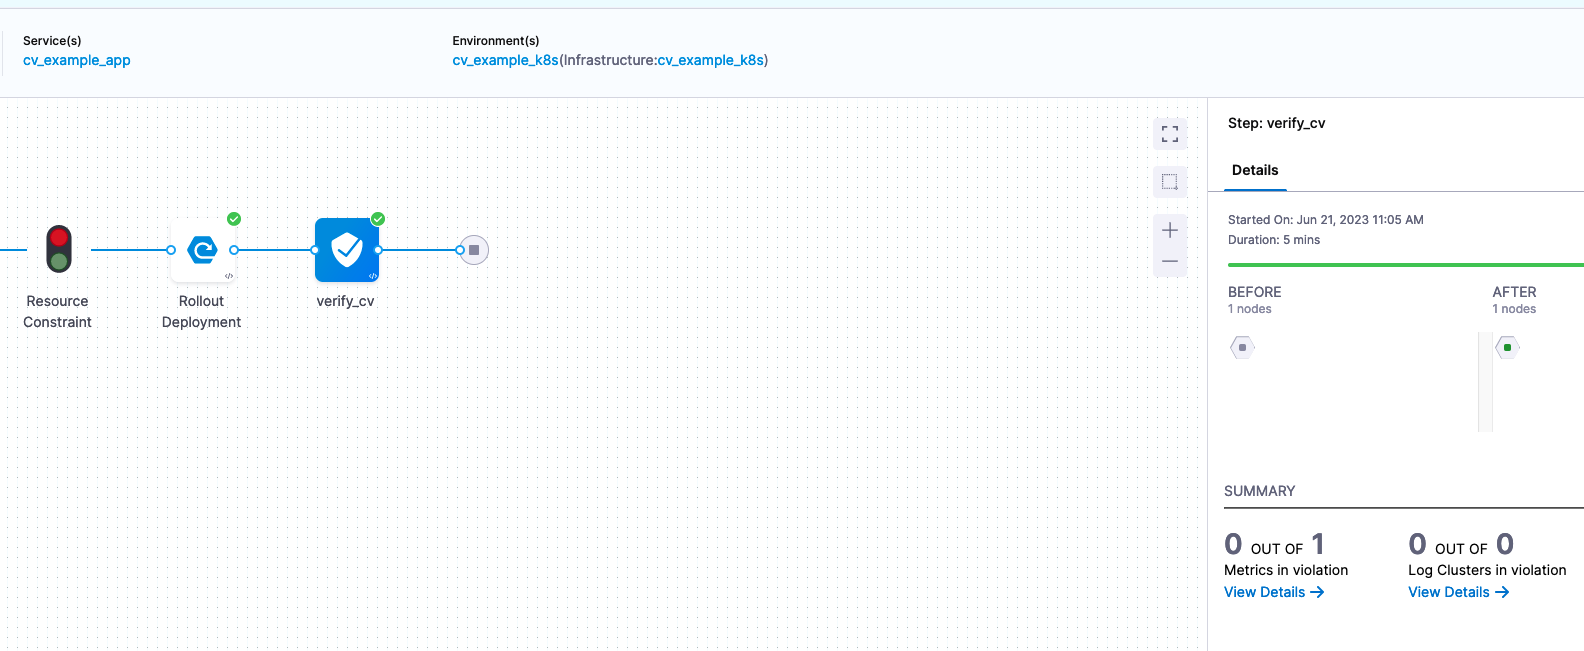 Service(s)
cv_example_app
Environment(s)
cv_example_k8s(Infrastructure:cv_example_k8s)
Resource
Constraint
Rollout
Deployment
verify_cv
Step: verify_cv
Details
Started On: Jun 21, 2023 11:05 AM
Duration: 5 mins
BEFORE
1 nodes
AFTER
1 nodes
SUMMARY
0 OUT OF 1
Metrics in violation
View Details →
0 OUT OF 0
Log Clusters in violation
View Details →